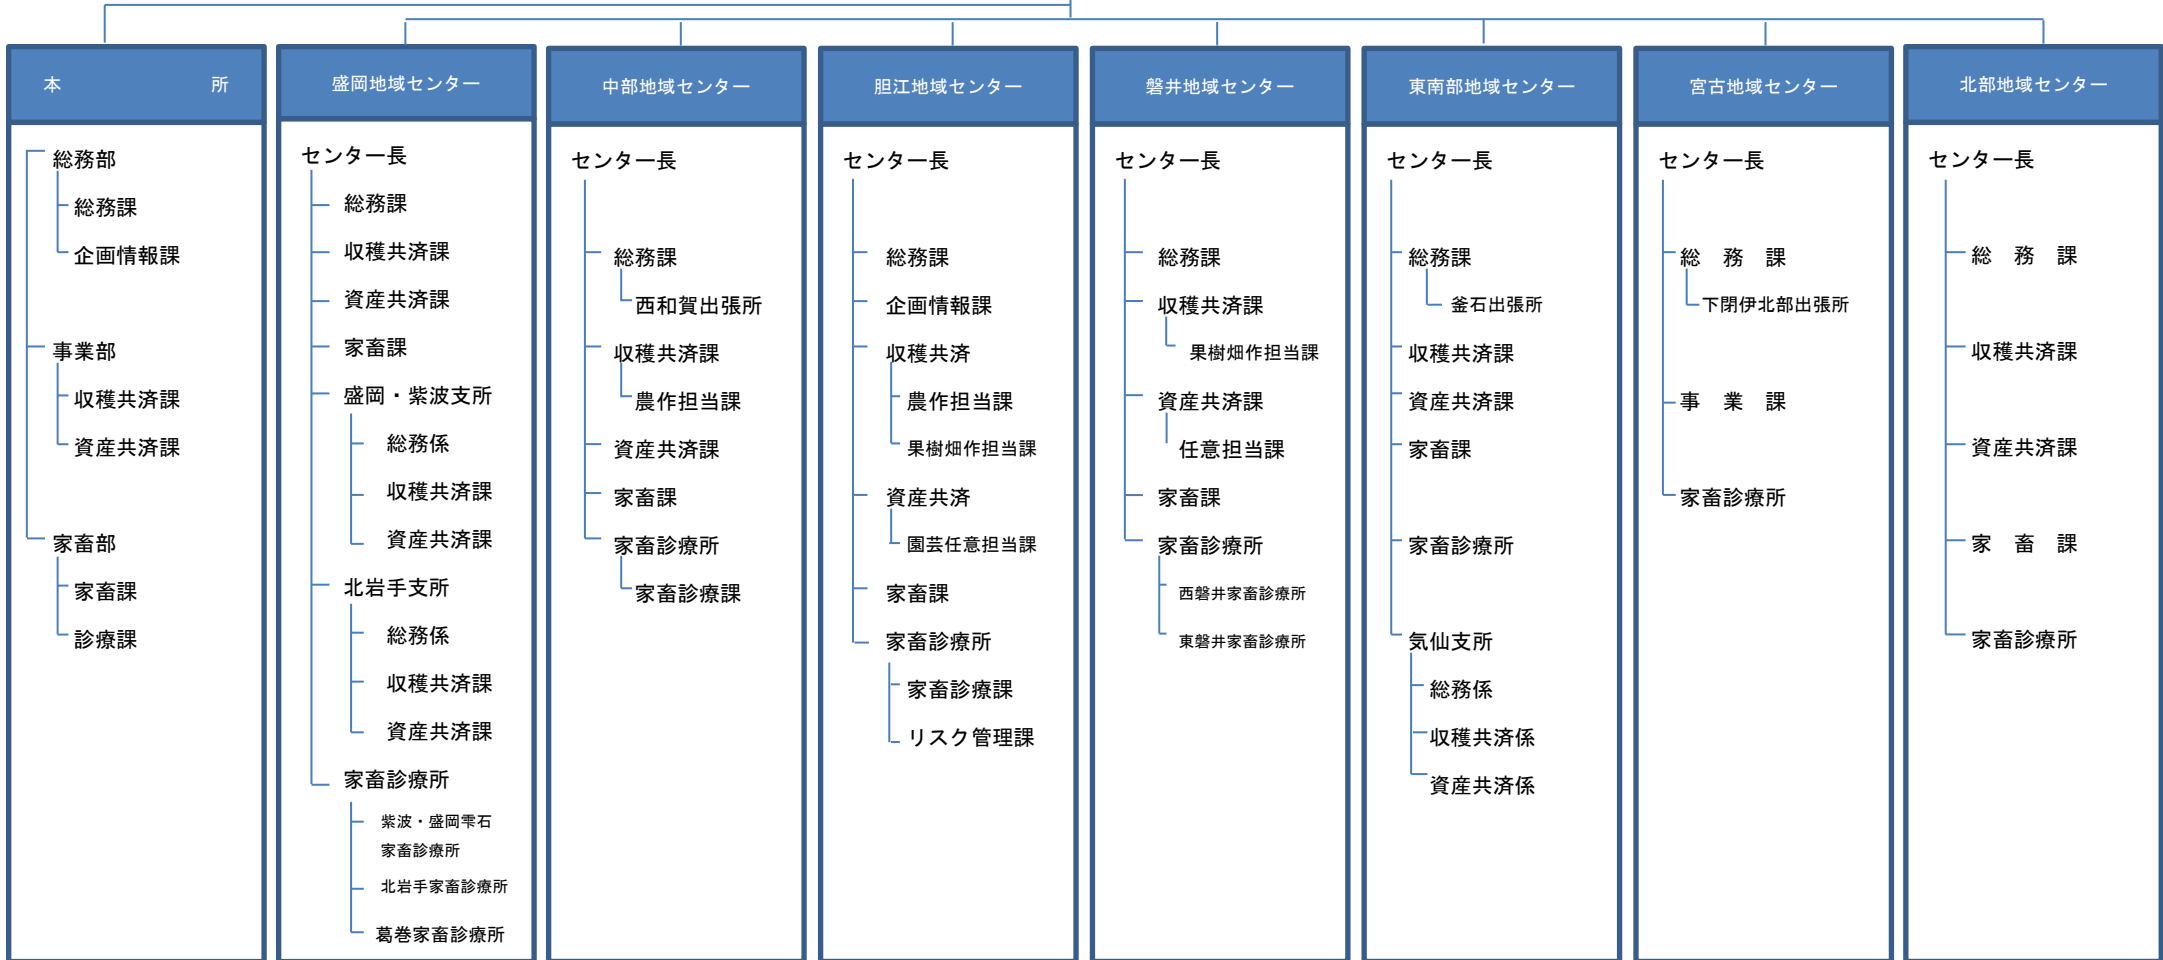 本　　　　　　　所
総務部
総務課
企画情報課
事業部
収穫共済課
資産共済課
家畜部
家畜課
診療課
盛岡地域センター
センター長
総務課
収穫共済課
資産共済課
家畜課
盛岡・紫波支所
総務係
収穫共済課
資産共済課
北岩手支所
総務係
収穫共済課
資産共済課
家畜診療所
紫波・盛岡雫石
家畜診療所
北岩手家畜診療所
葛巻家畜診療所
中部地域センター
センター長
総務課
西和賀出張所
収穫共済課
農作担当課
資産共済課
家畜課
家畜診療所
家畜診療課
胆江地域センター
センター長
総務課
企画情報課
収穫共済
農作担当課
果樹畑作担当課
資産共済
園芸任意担当課
家畜課
家畜診療所
家畜診療課
リスク管理課
磐井地域センター
センター長
総務課
収穫共済課
果樹畑作担当課
資産共済課
任意担当課
家畜課
家畜診療所
西磐井家畜診療所
東磐井家畜診療所
東南部地域センター
センター長
総務課
釜石出張所
収穫共済課
資産共済課
家畜課
家畜診療所
気仙支所
総務係
収穫共済係
資産共済係
宮古地域センター
センター長
総　務　課
下閉伊北部出張所
事　業　課
家畜診療所
北部地域センター
センター長
総　務　課
収穫共済課
資産共済課
家　畜　課
家畜診療所